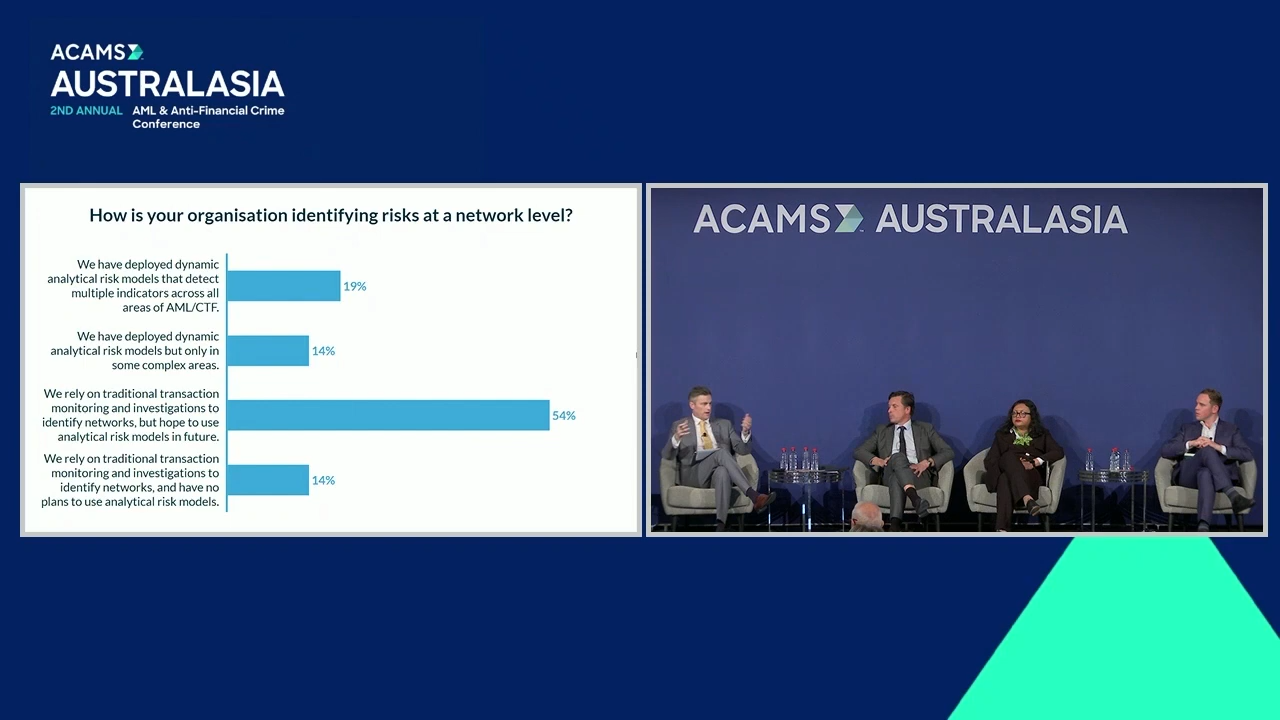 ACAMS
AUSTRALASIA
2ND ANNUAL AML & Anti-Financial Crime
Conference
How is your organisation identifying risks at a network level?
We have deployed dynamic
analytical risk models that detect
multiple indicators across all
areas of AML/CTF.
19%
We have deployed dynamic
analytical risk models but only in
some complex areas.
14%
We rely on traditional transaction
monitoring and investigations to
identify networks, but hope to use
analytical risk models in future.
54%
We rely on traditional transaction
monitoring and investigations to
identify networks, and have no
plans to use analytical risk models.
14%
ACAMS AUSTRALASIA